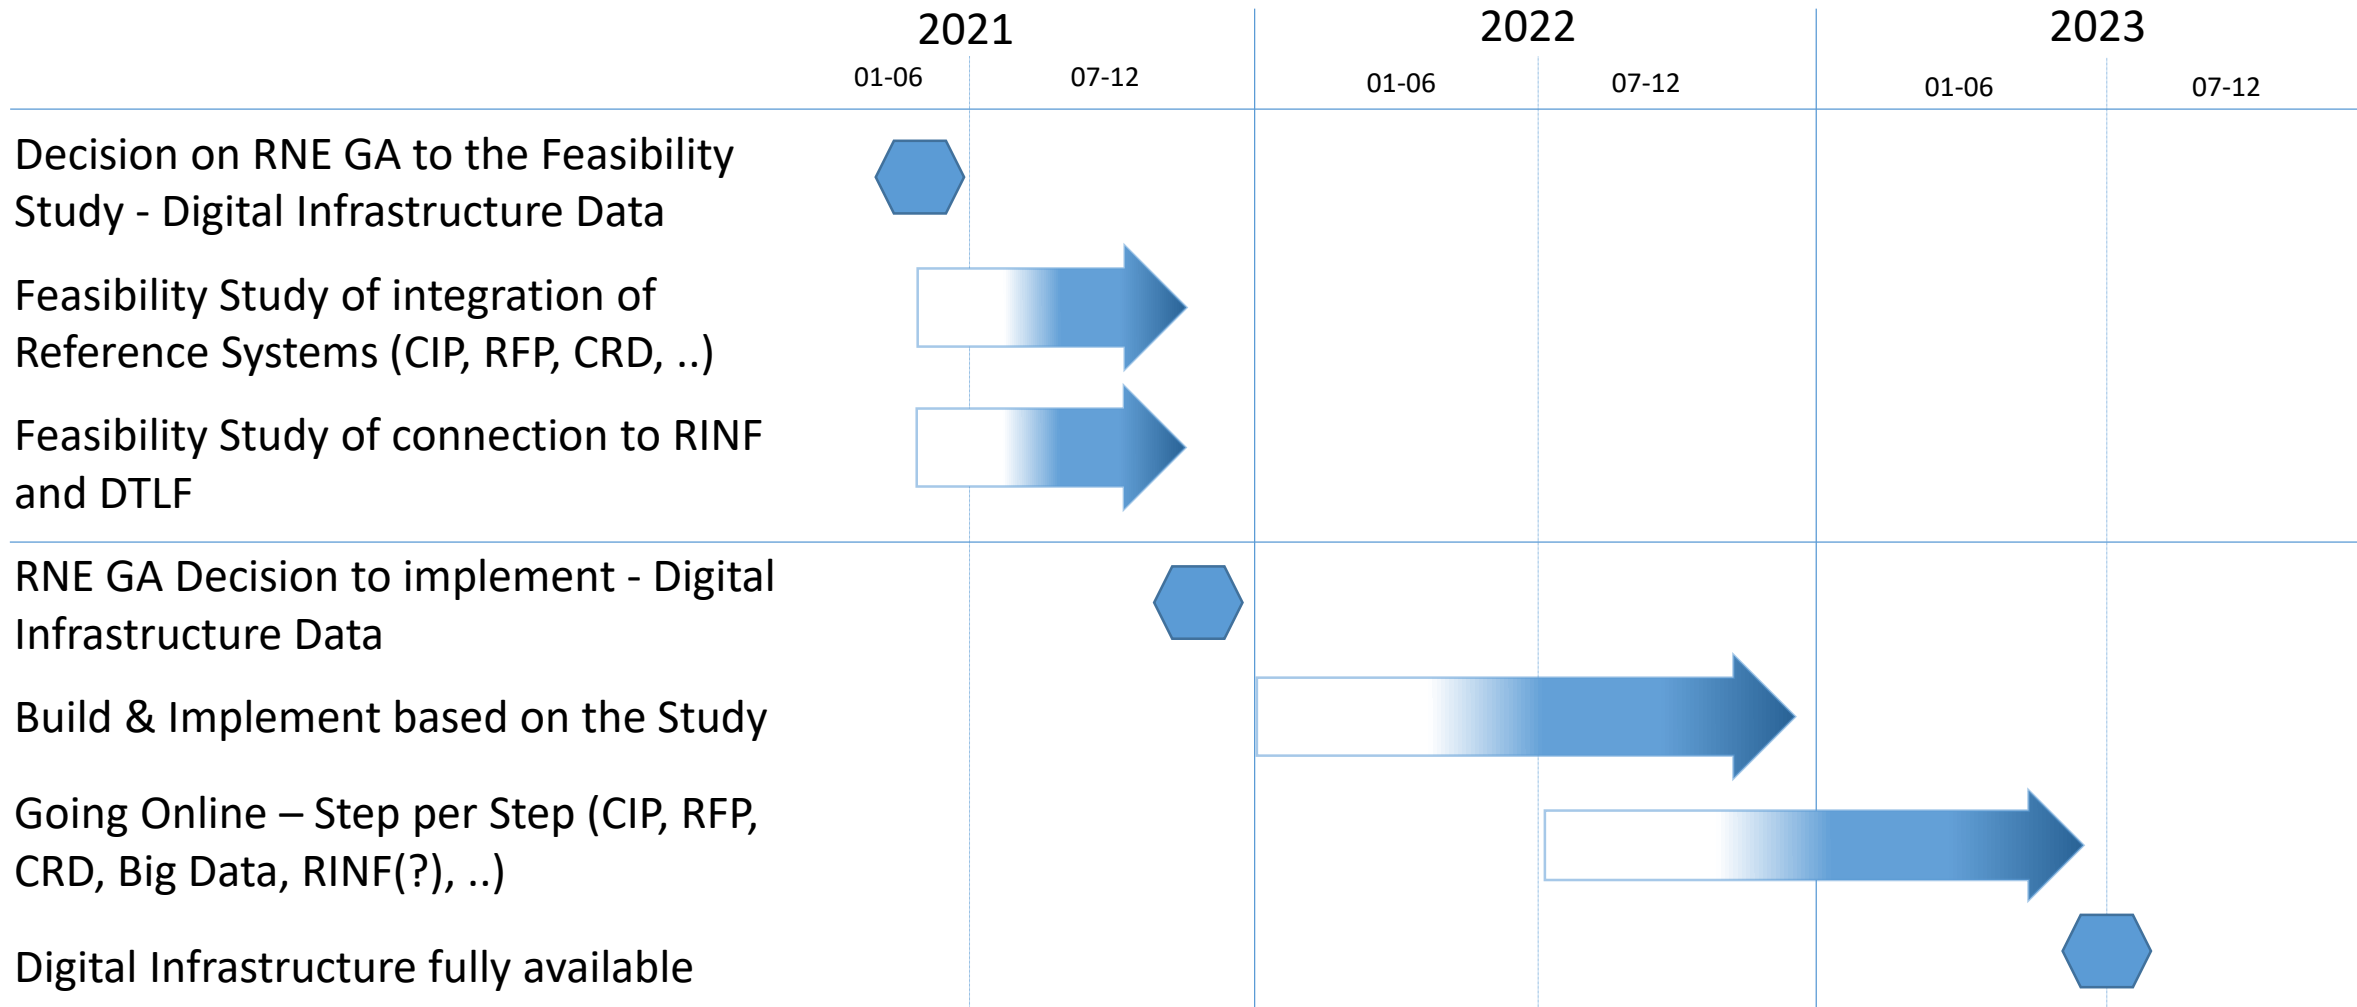 2021 2022 2023
01-06 07-12 01-06 07-12 01-06 07-12
Decision on RNE GA to the Feasibility
Study - Digital Infrastructure Data
Feasibility Study of integration of
Reference Systems (CIP, RFP, CRD, ..)
Feasibility Study of connection to RINF
and DTLF
RNE GA Decision to implement - Digital
Infrastructure Data
Build & Implement based on the Study
Going Online – Step per Step (CIP, RFP,
CRD, Big Data, RINF(?), ..)
Digital Infrastructure fully available